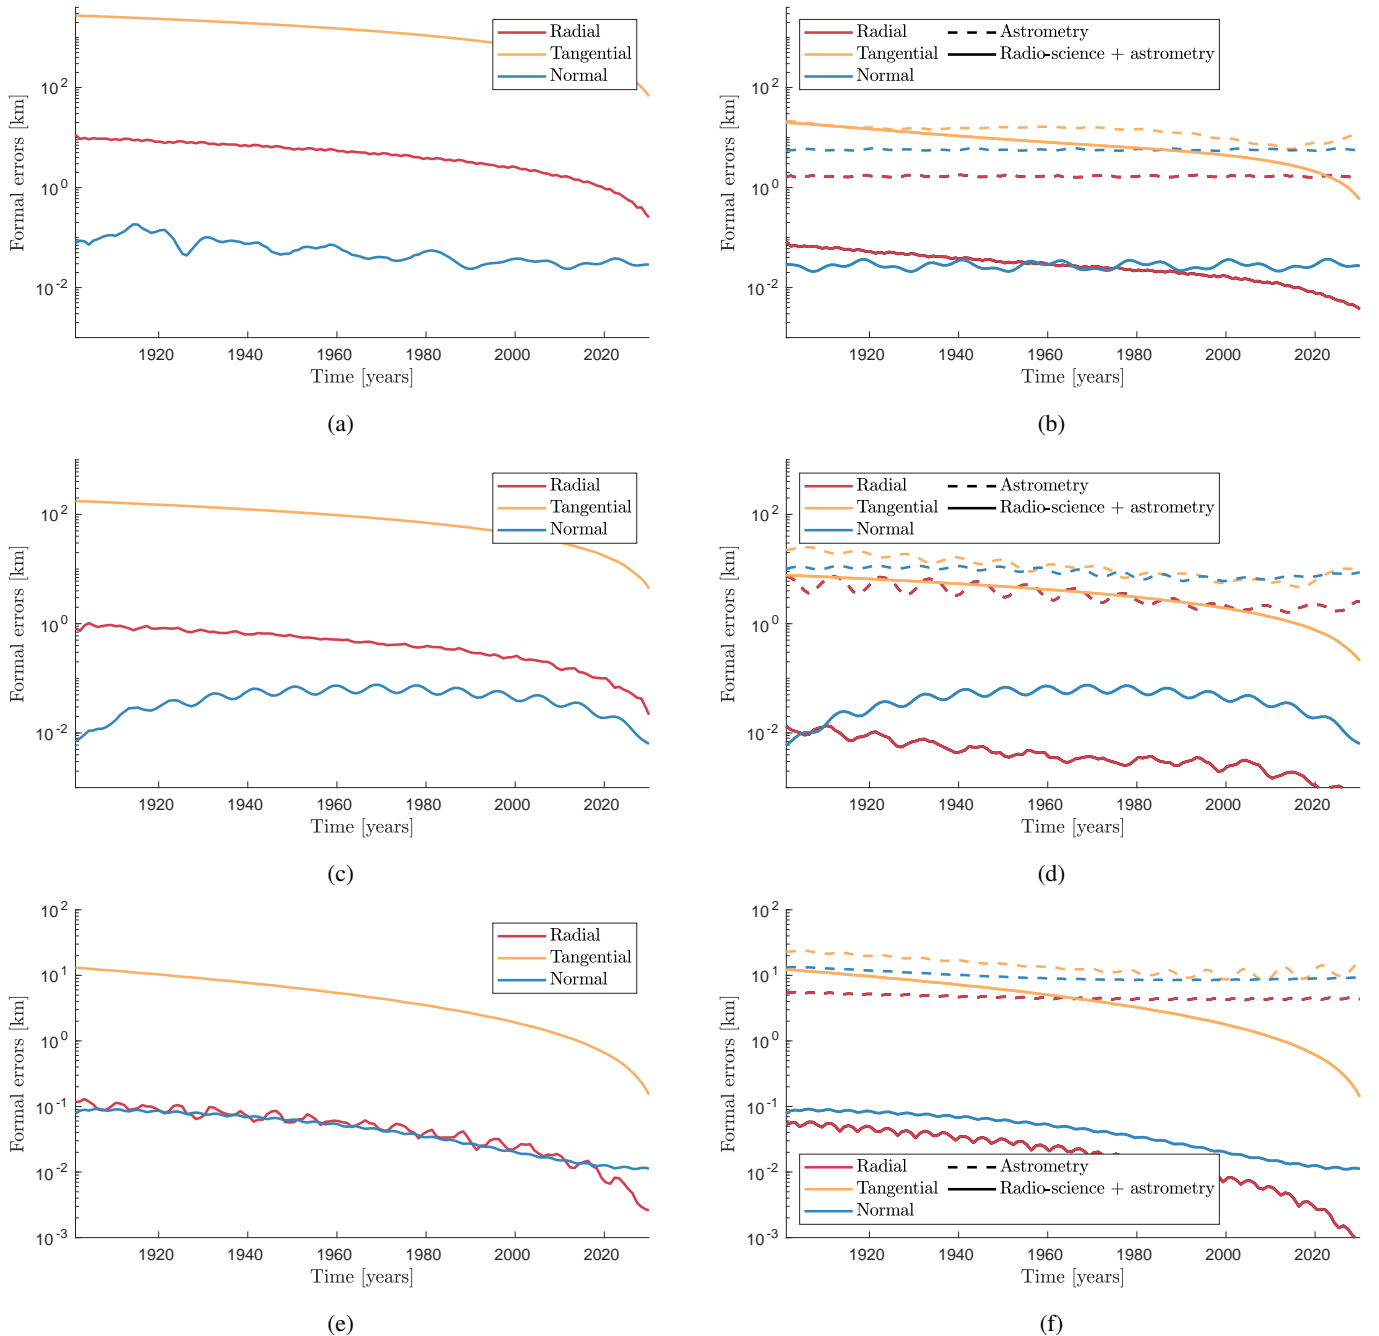 Formal errors [km]
10^2
10^0
10^-2
Radial
Tangential
Normal
1920 1940 1960 1980 2000 2020
Time [years]
(a)
Formal errors [km]
10^2
10^0
10^-2
Radial Astrometry
Tangential Radio-science + astrometry
Normal
1920 1940 1960 1980 2000 2020
Time [years]
(b)
Formal errors [km]
10^2
10^0
10^-2
Radial
Tangential
Normal
1920 1940 1960 1980 2000 2020
Time [years]
(c)
Formal errors [km]
10^2
10^0
10^-2
Radial Astrometry
Tangential Radio-science + astrometry
Normal
1920 1940 1960 1980 2000 2020
Time [years]
(d)
Formal errors [km]
10^2
10^1
10^0
10^-1
10^-2
10^-3
Radial
Tangential
Normal
1920 1940 1960 1980 2000 2020
Time [years]
(e)
Formal errors [km]
10^2
10^1
10^0
10^-1
10^-2
10^-3
Radial Astrometry
Tangential Radio-science + astrometry
Normal
1920 1940 1960 1980 2000 2020
Time [years]
(f)